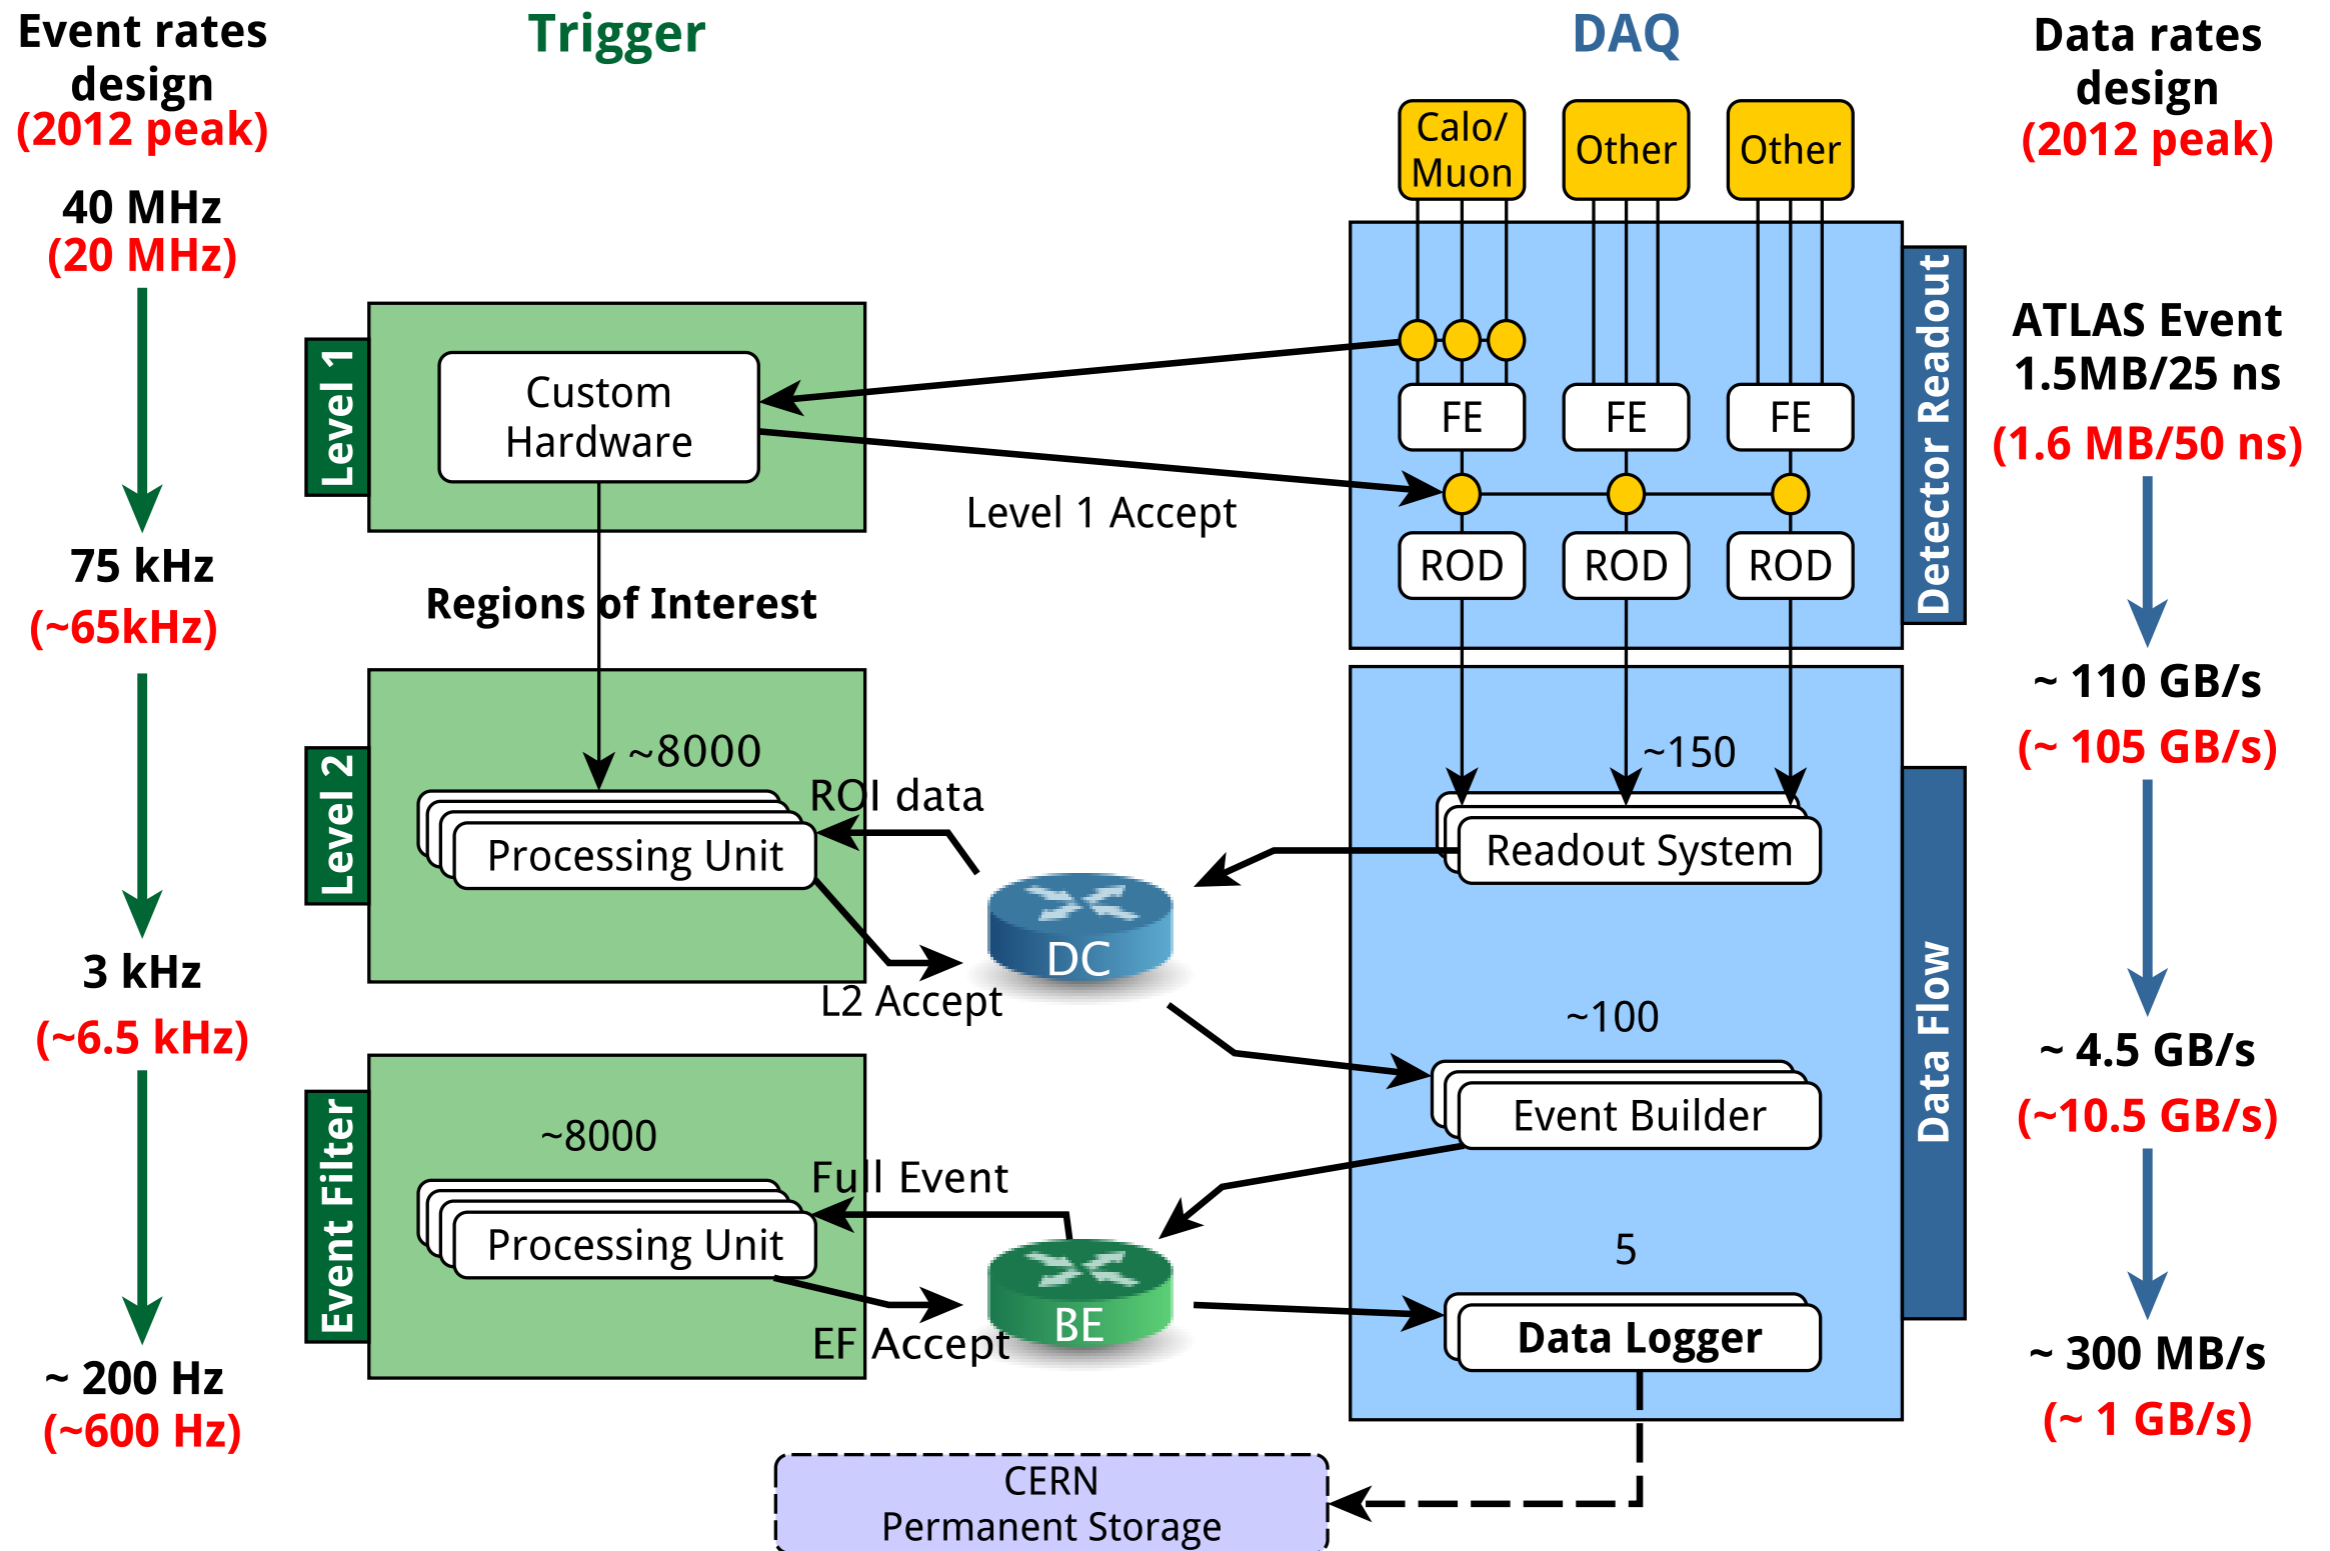 Event rates
design
(2012 peak)
40 MHz
(20 MHz)
75 kHz
(~65kHz)
3 kHz
(~6.5 kHz)
~ 200 Hz
(~600 Hz)
Trigger
Level 1
Custom
Hardware
Level 1 Accept
Regions of Interest
Level 2
~8000
Processing Unit
ROI data
L2 Accept
DC
Event Filter
~8000
Processing Unit
Full Event
EF Accept
BE
DAQ
Calo/
Muon
Other
Other
FE
FE
FE
ROD
ROD
ROD
Detector Readout
~150
Readout System
~100
Event Builder
5
Data Logger
Data Flow
CERN
Permanent Storage
Data rates
design
(2012 peak)
ATLAS Event
1.5MB/25 ns
(1.6 MB/50 ns)
~ 110 GB/s
(~ 105 GB/s)
~ 4.5 GB/s
(~10.5 GB/s)
~ 300 MB/s
(~ 1 GB/s)